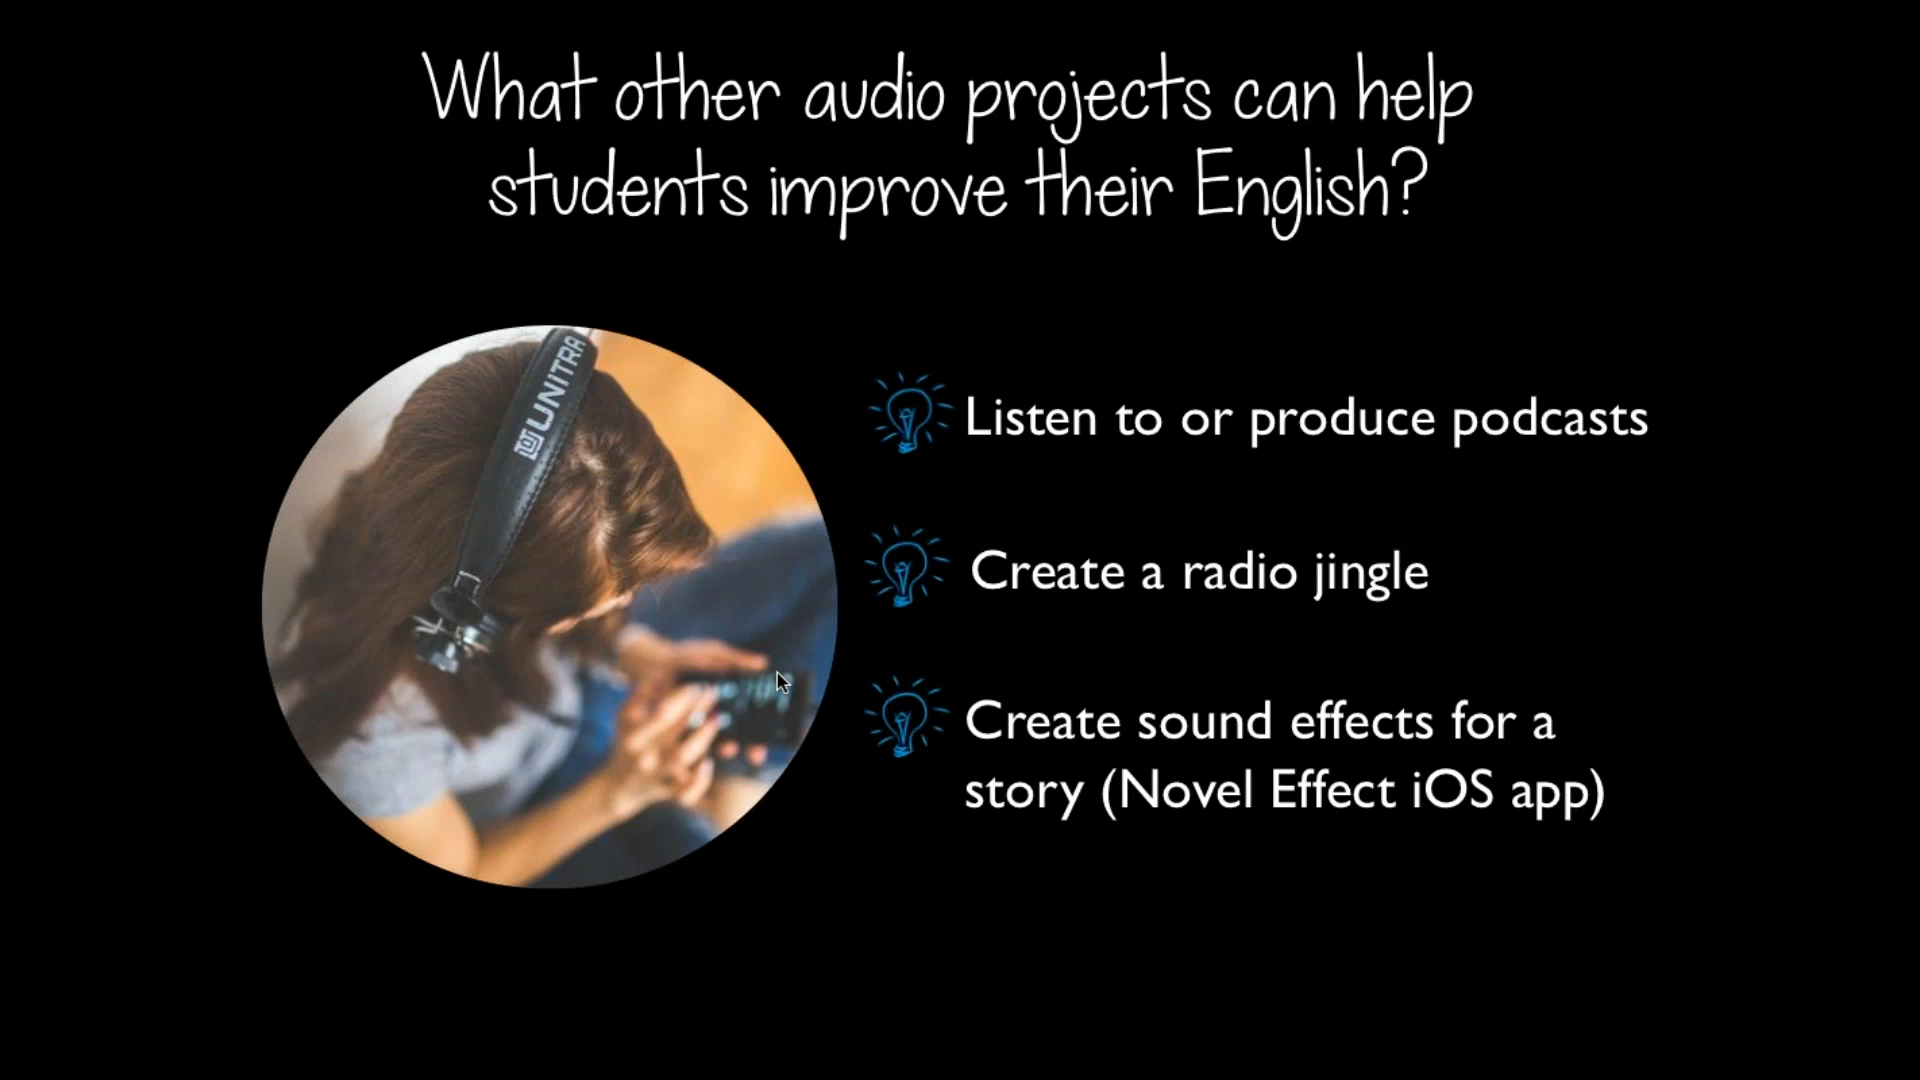 What other audio projects can help
students improve their English?
UNITRA
Listen to or produce podcasts
Create a radio jingle
Create sound effects for a
story (Novel Effect iOS app)